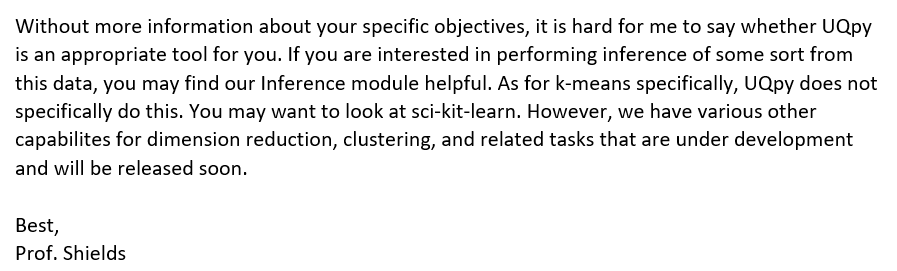 Without more information about your specific objectives, it is hard for me to say whether UQpy
is an appropriate tool for you. If you are interested in performing inference of some sort from
this data, you may find our Inference module helpful. As for k-means specifically, UQpy does not
specifically do this. You may want to look at sci-kit-learn. However, we have various other
capabilites for dimension reduction, clustering, and related tasks that are under development
and will be released soon.
Best,
Prof. Shields